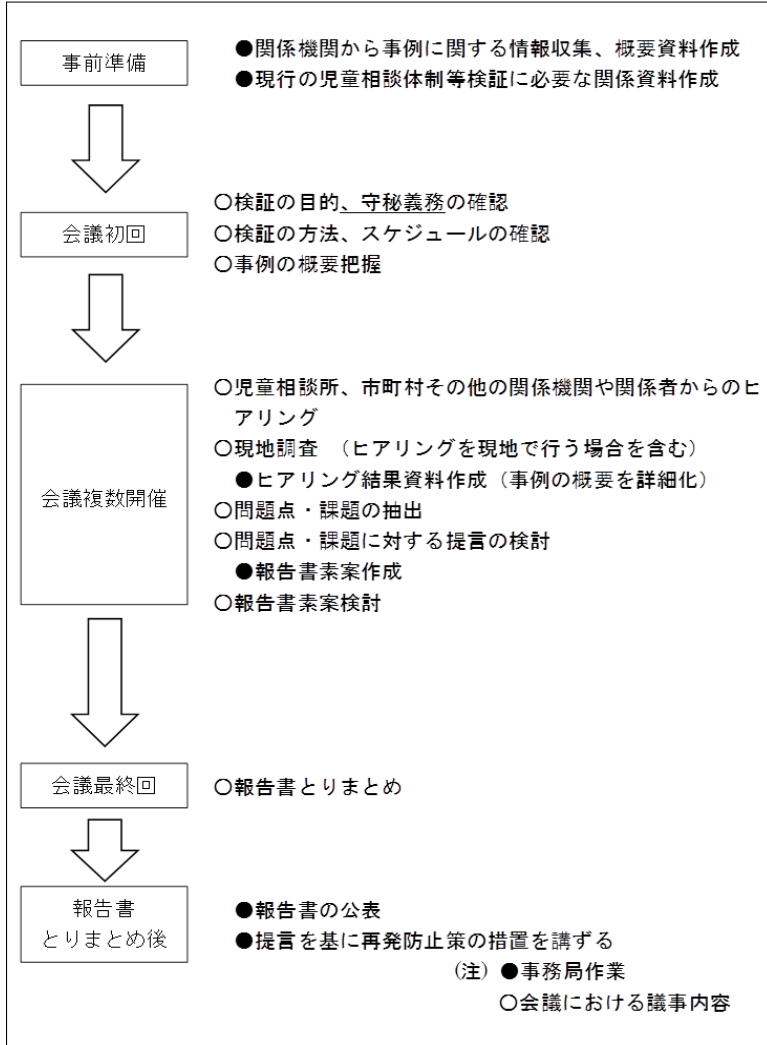 事前準備
●関係機関から事例に関する情報収集、概要資料作成
●現行の児童相談体制等検証に必要な関係資料作成
会議初回
○検証の目的、守秘義務の確認
○検証の方法、スケジュールの確認
○事例の概要把握
会議複数開催
○児童相談所、市町村その他の関係機関や関係者からのヒ
アリング
○現地調査　（ヒアリングを現地で行う場合を含む）
●ヒアリング結果資料作成（事例の概要を詳細化）
○問題点・課題の抽出
○問題点・課題に対する提言の検討
●報告書素案作成
○報告書素案検討
会議最終回
○報告書とりまとめ
報告書
とりまとめ後
●報告書の公表
●提言を基に再発防止策の措置を講ずる
(注) ●事務局作業
○会議における議事内容